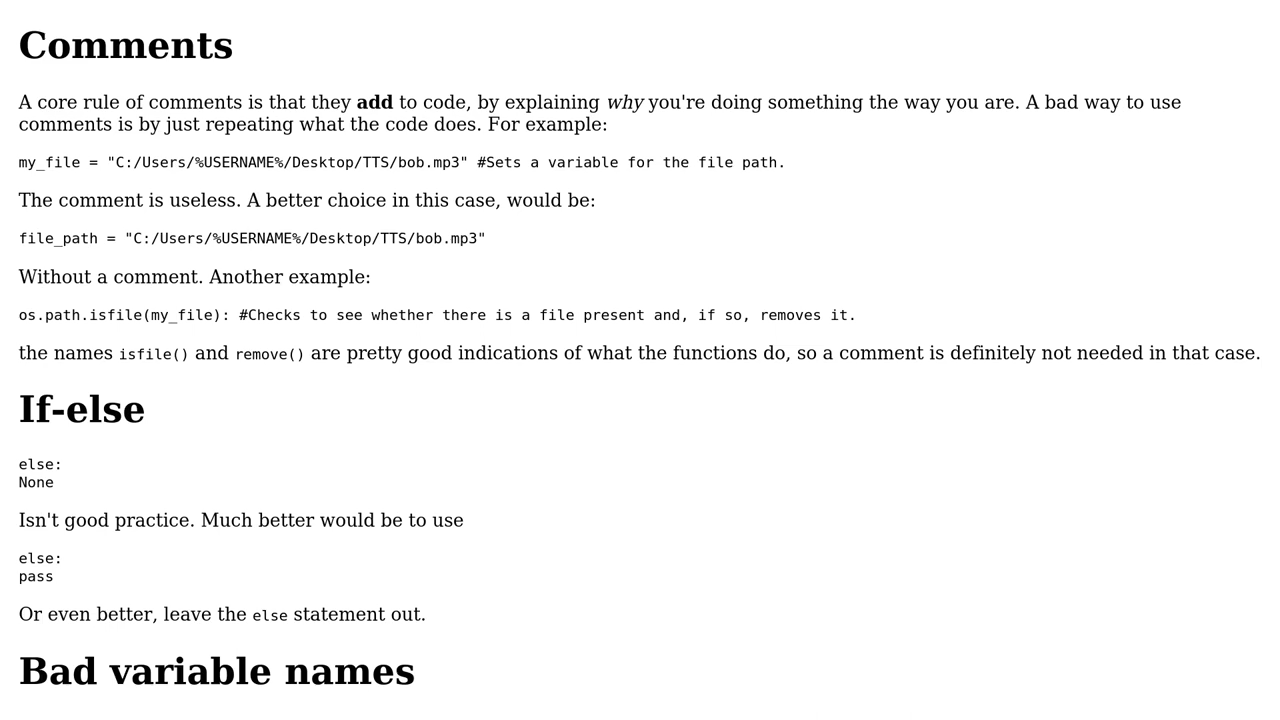 Comments
A core rule of comments is that they add to code, by explaining why you're doing something the way you are. A bad way to use
comments is by just repeating what the code does. For example:
my_file = "C:/Users/%USERNAME%/Desktop/TTS/bob.mp3" #Sets a variable for the file path.
The comment is useless. A better choice in this case, would be:
file_path = "C:/Users/%USERNAME%/Desktop/TTS/bob.mp3"
Without a comment. Another example:
os.path.isfile(my_file): #Checks to see whether there is a file present and, if so, removes it.
the names isfile() and remove() are pretty good indications of what the functions do, so a comment is definitely not needed in that case.
If-else
else:
None
Isn't good practice. Much better would be to use
else:
pass
Or even better, leave the else statement out.
Bad variable names